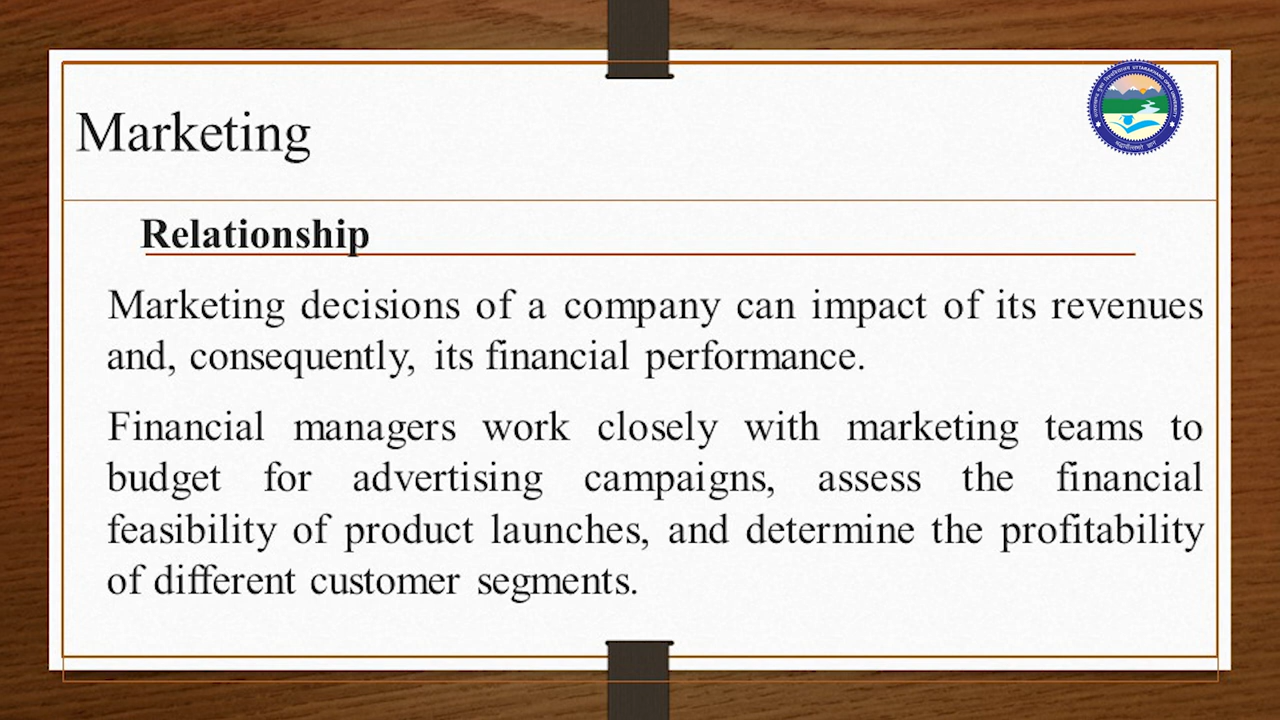 Marketing
Relationship
Marketing decisions of a company can impact of its revenues
and, consequently, its financial performance.
Financial managers work closely with marketing teams to
budget for advertising campaigns, assess the financial
feasibility of product launches, and determine the profitability
of different customer segments.